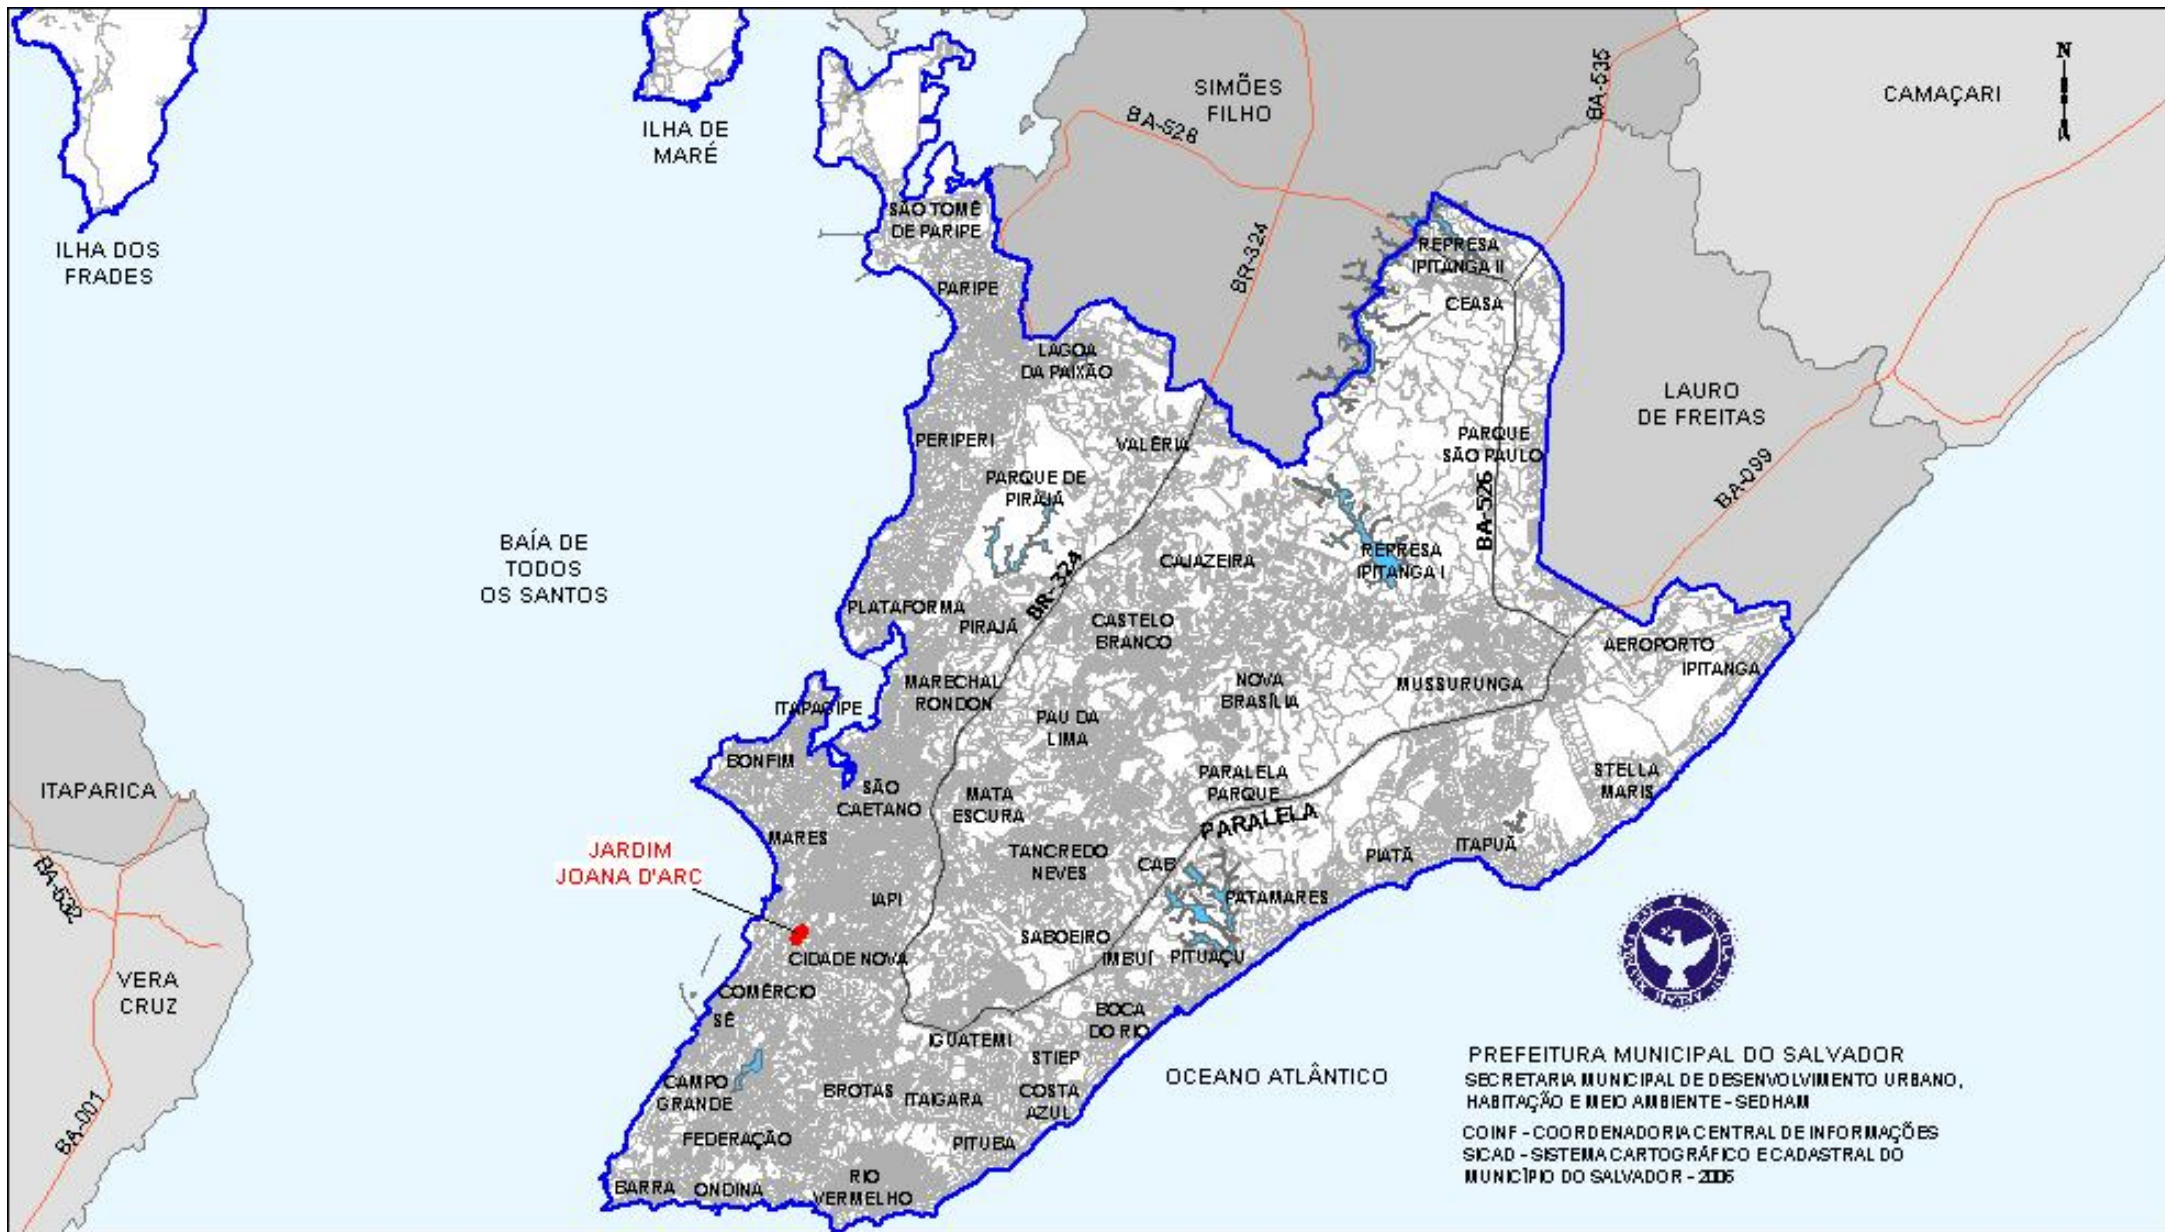 N
SIMÕES
FILHO
CAMAÇARI
BA-535
BA-526
ILHA DE
MARÉ
ILHA DOS
FRADES
SÃO TOMÉ
DE PARIPE
BR-324
REPRESA
IPITANGA II
PARIPE
CEASA
LAGOA
DA PAIXÃO
LAURO
DE FREITAS
PERIPERI
VALÉRIA
PARQUE
SÃO PAULO
PARQUE DE
PIRAJÁ
BA-099
BA-526
BAÍA DE
TODOS
OS SANTOS
CAJAZEIRA
REPRESA
IPITANGA I
BR-324
PLATAFORMA
PIRAJÁ
CASTELO
BRANCO
AEROPORTO
IPITANGA
MARECHAL
RONDON
NOVA
BRASÍLIA
MUSSURUNGA
ITAPAGIPE
PAU DA
LIMA
BONFIM
PARALELA
PARQUE
STELLA
MARIS
ITAPARICA
SÃO
CAETANO
MATA
ESCURA
PARALELA
MARES
JARDIM
JOANA D'ARC
TANCREDO
NEVES
CAB
PIATÃ
ITAPUÃ
BA-532
IAPI
PATAMARES
SABOEIRO
CIDADE NOVA
IMBUÍ
PITUAÇU
VERA
CRUZ
COMÉRCIO
SÉ
BOCA
DO RIO
IGUATEMI
STIEP
OCEANO ATLÂNTICO
CAMPO
GRANDE
BROTAS
ITAIGARA
COSTA
AZUL
BA-001
FEDERAÇÃO
PITUBA
BARRA
ONDINA
RIO
VERMELHO
PREFEITURA MUNICIPAL DO SALVADOR
SECRETARIA MUNICIPAL DE DESENVOLVIMENTO URBANO,
HABITAÇÃO E MEIO AMBIENTE - SEDHAM
COINF - COORDENADORIA CENTRAL DE INFORMAÇÕES
SICAD - SISTEMA CARTOGRÁFICO E CADASTRAL DO
MUNICÍPIO DO SALVADOR - 2006